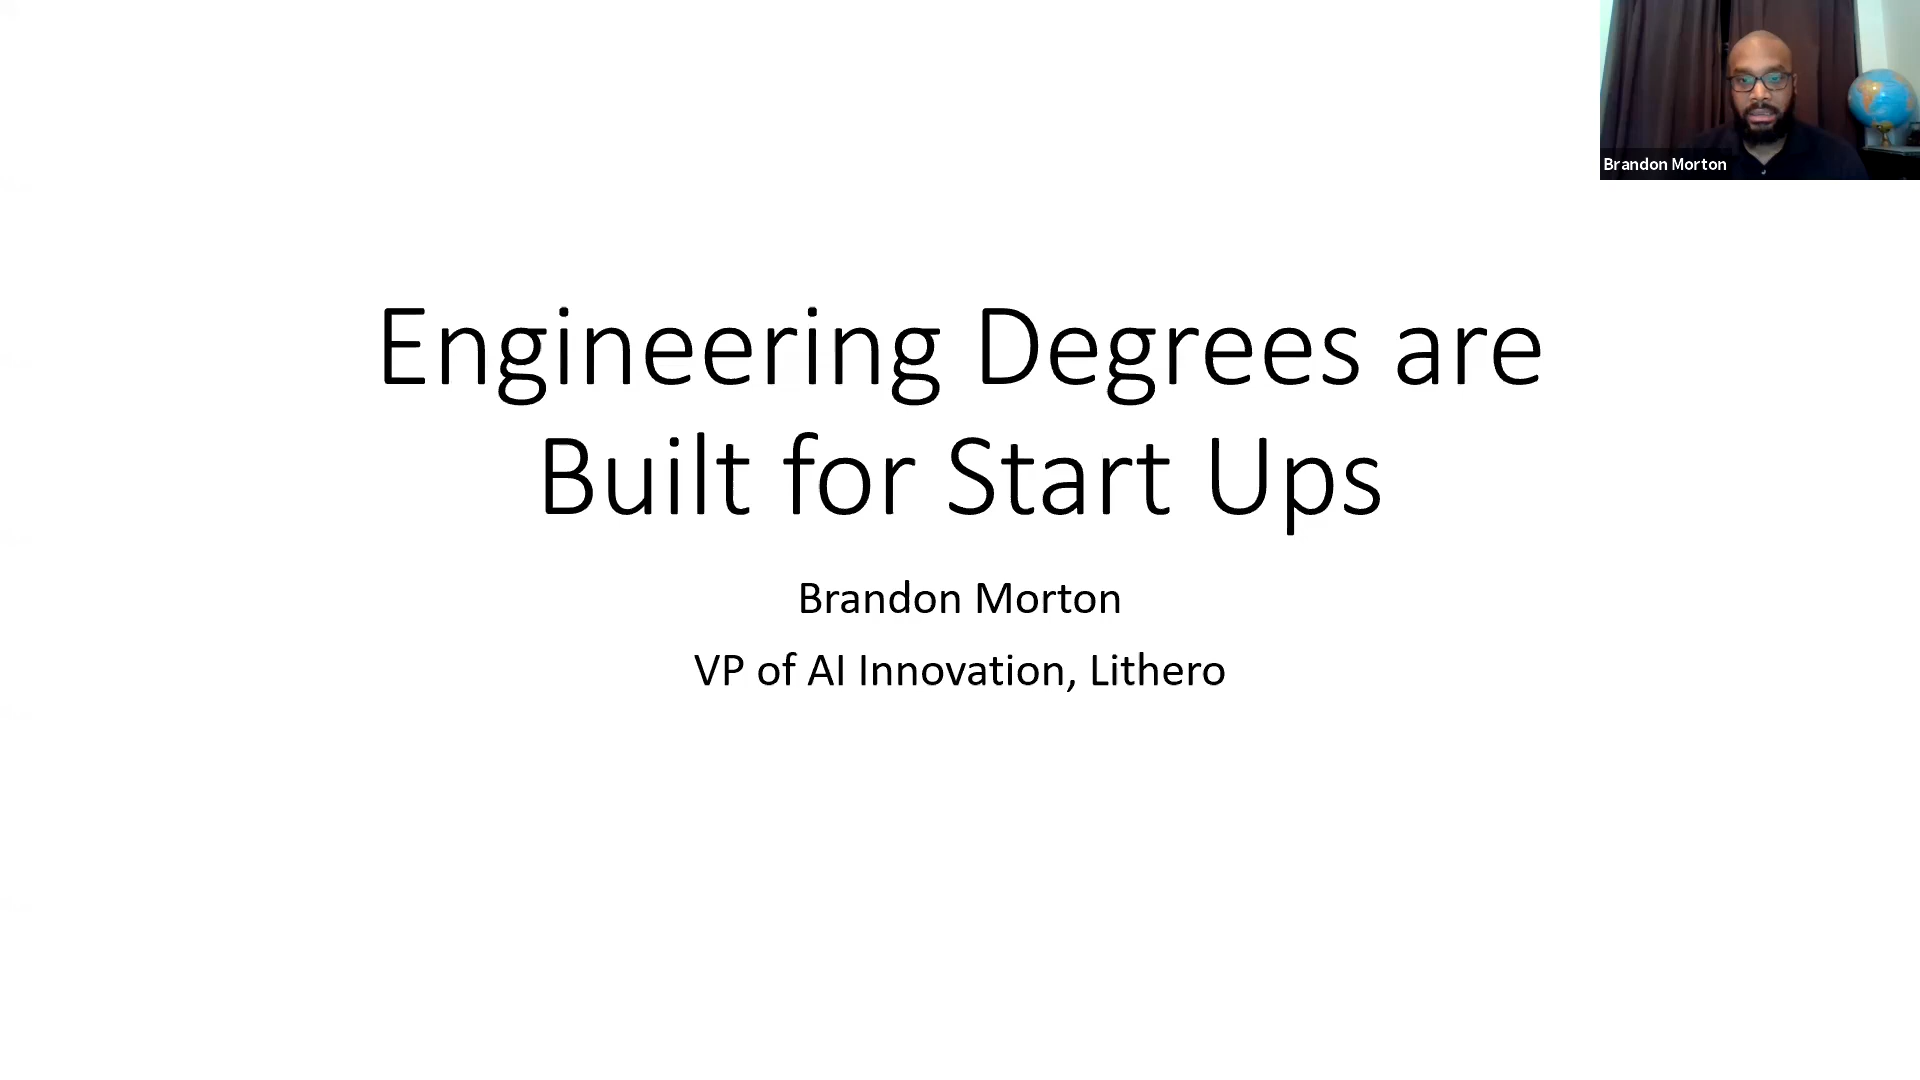 Brandon Morton
Engineering Degrees are
Built for Start Ups
Brandon Morton
VP of AI Innovation, Lithero